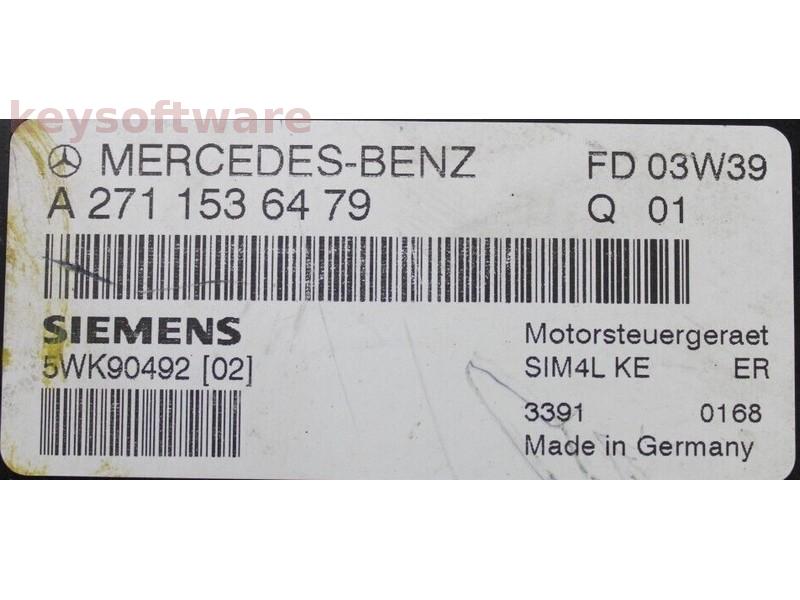 keysoftware
MERCEDES-BENZ FD 03W39
A 271 153 64 79 Q 01
SIEMENS Motorsteuergeraet
5WK90492 [02] SIM4L KE ER
3391 0168
Made in Germany